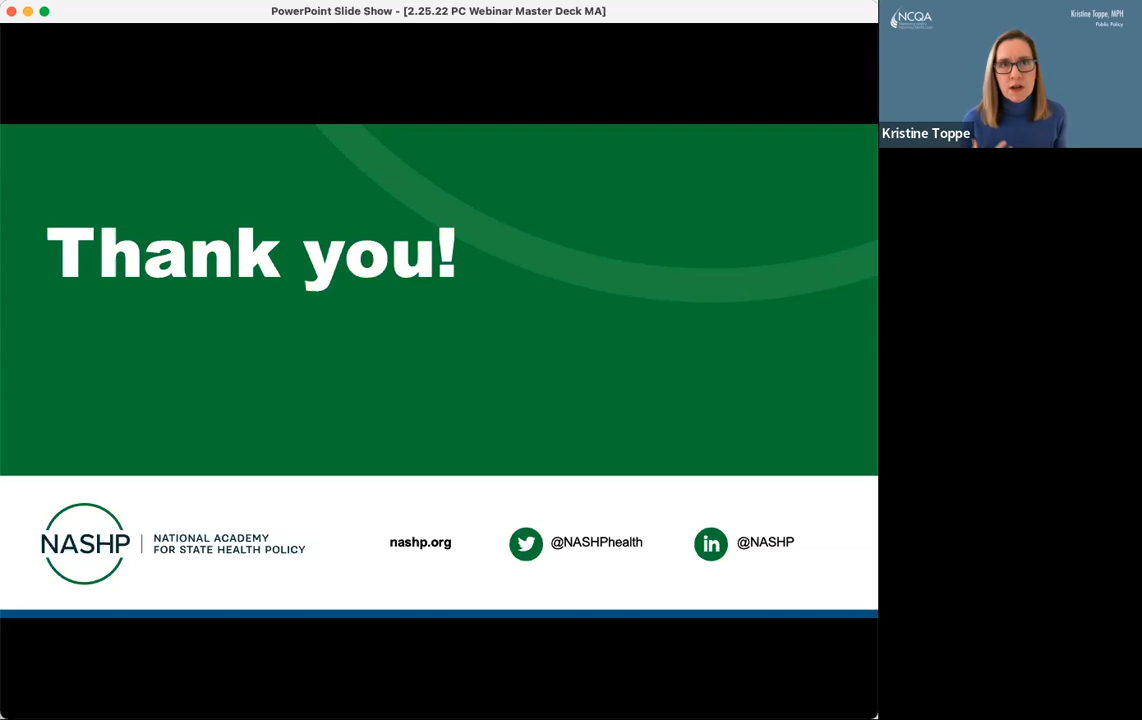 PowerPoint Slide Show - [2.25.22 PC Webinar Master Deck MA]
NCQA
Kristine Toppe, MPH
Public Policy
Kristine Toppe
Thank you!
NASHP
NATIONAL ACADEMY
FOR STATE HEALTH POLICY
nashp.org
@NASHPhealth
in
@NASHP